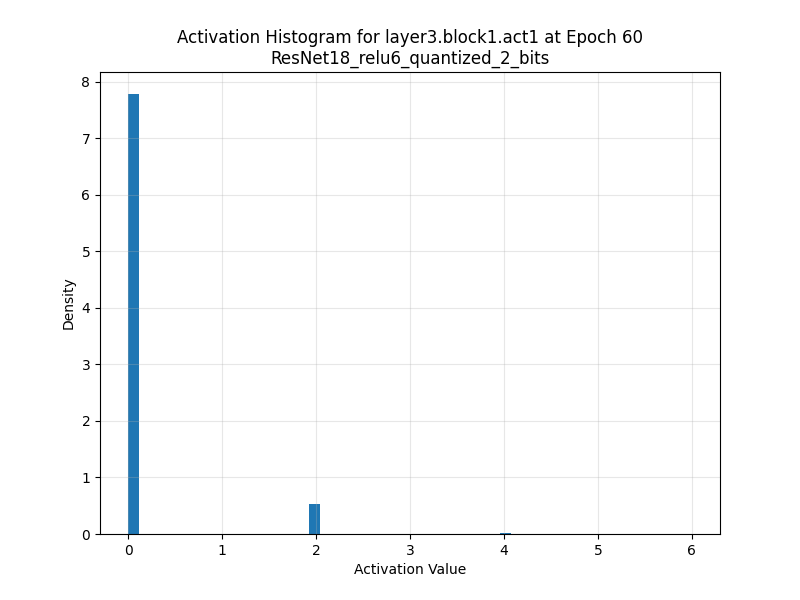 Activation Histogram for layer3.block1.act1 at Epoch 60
ResNet18_relu6_quantized_2_bits
8
7
6
5
4
3
2
1
0
Density
0 1 2 3 4 5 6
Activation Value